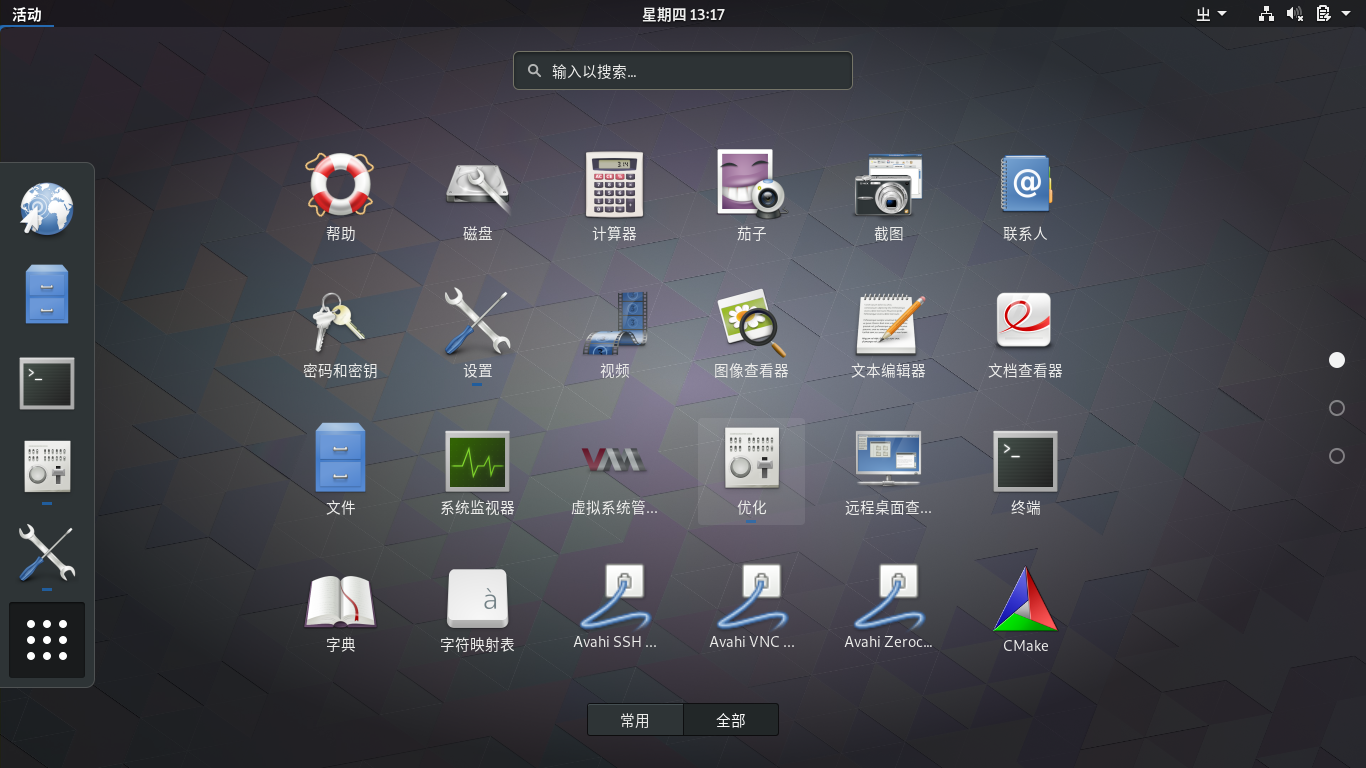 活动
星期四 13:17
㞢
输入以搜索...
帮助
磁盘
计算器
茄子
截图
联系人
密码和密钥
设置
视频
图像查看器
文本编辑器
文档查看器
文件
系统监视器
虚拟系统管...
优化
远程桌面查...
终端
字典
字符映射表
Avahi SSH ...
Avahi VNC ...
Avahi Zeroc...
CMake
常用
全部